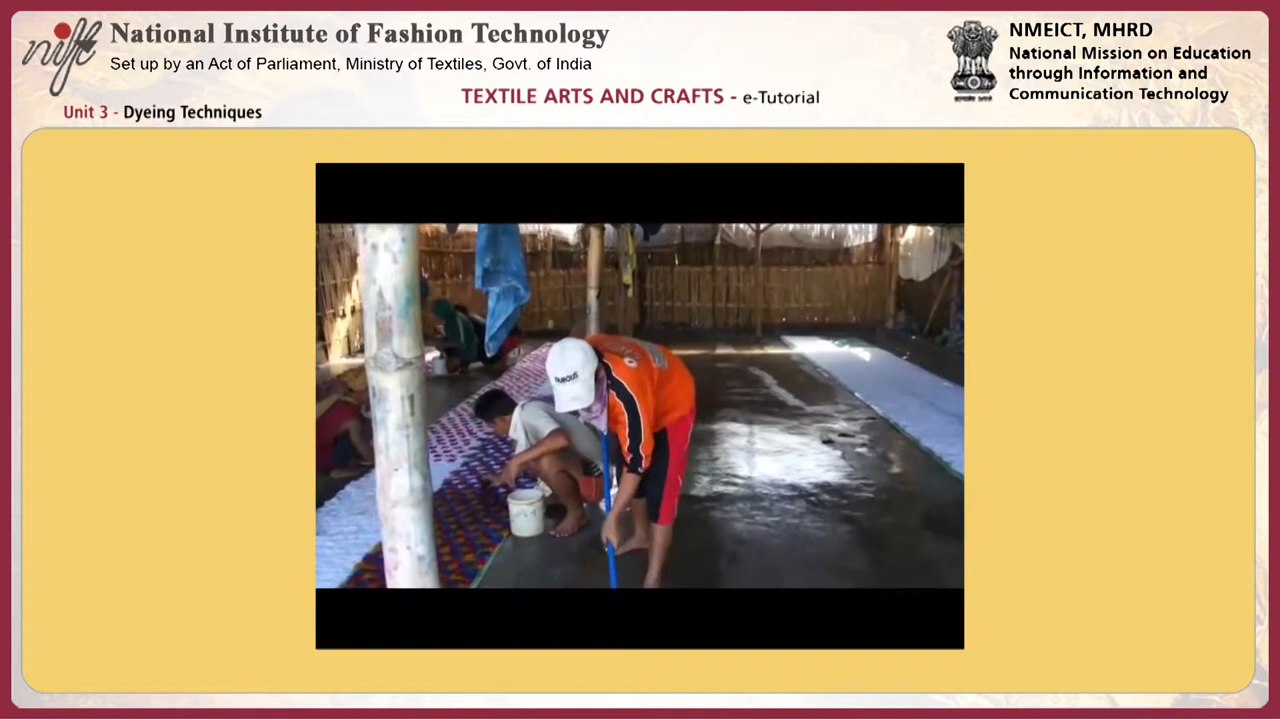 nift
National Institute of Fashion Technology
Set up by an Act of Parliament, Ministry of Textiles, Govt. of India
NMEICT, MHRD
National Mission on Education
through Information and
Communication Technology
TEXTILE ARTS AND CRAFTS - e-Tutorial
Unit 3 - Dyeing Techniques
FAMOUS